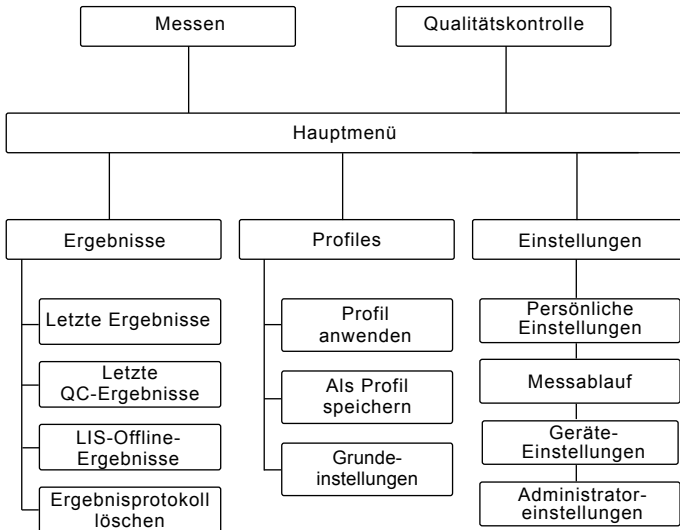 Messen
Qualitätskontrolle
Hauptmenü
Ergebnisse
Profiles
Einstellungen
Letzte Ergebnisse
Letzte
QC-Ergebnisse
LIS-Offline-
Ergebnisse
Ergebnisprotokoll
löschen
Profil
anwenden
Als Profil
speichern
Grunde-
instellungen
Persönliche
Einstellungen
Messablauf
Geräte-
Einstellungen
Administrator-
einstellungen